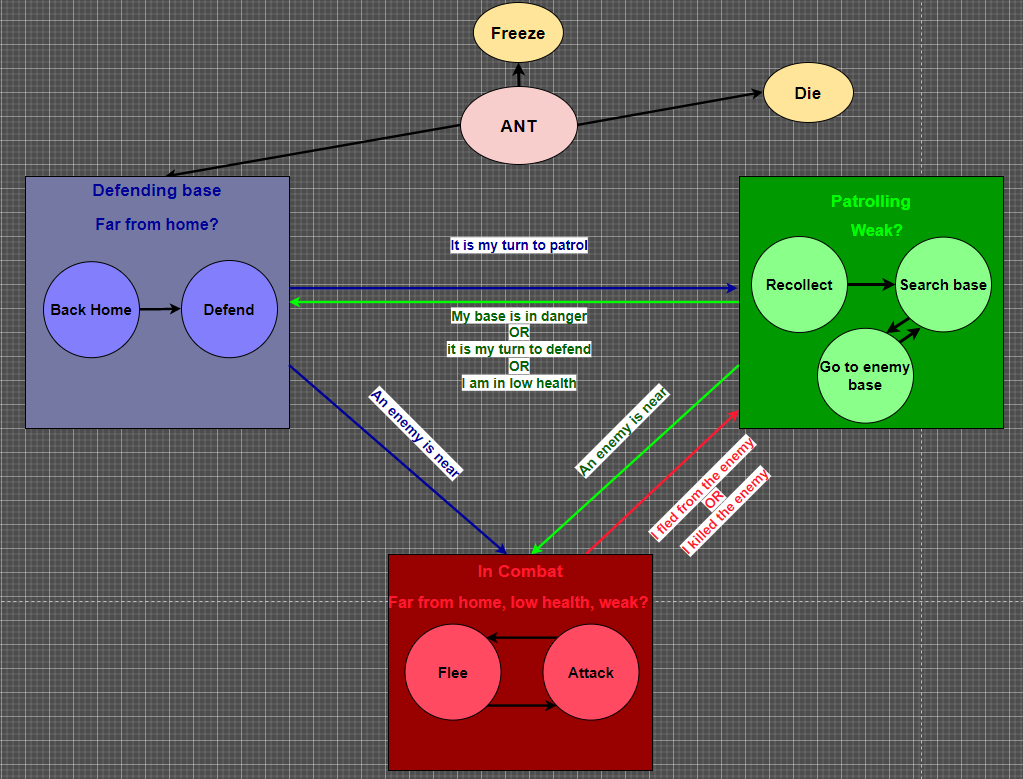 Freeze
Die
ANT
Defending base
Far from home?
Back Home
Defend
It is my turn to patrol
My base is in danger
OR
it is my turn to defend
OR
I am in low health
Patrolling
Weak?
Recollect
Search base
Go to enemy
base
An enemy is near
An enemy is near
I fled from the enemy
OR
I killed the enemy
In Combat
Far from home, low health, weak?
Flee
Attack